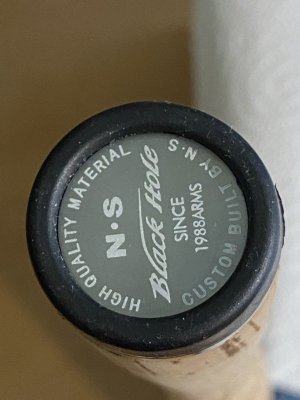 HIGH QUALITY MATERIAL
N·S
Black Hole
SINCE
1988ARMS
CUSTOM BUILT BY N·S